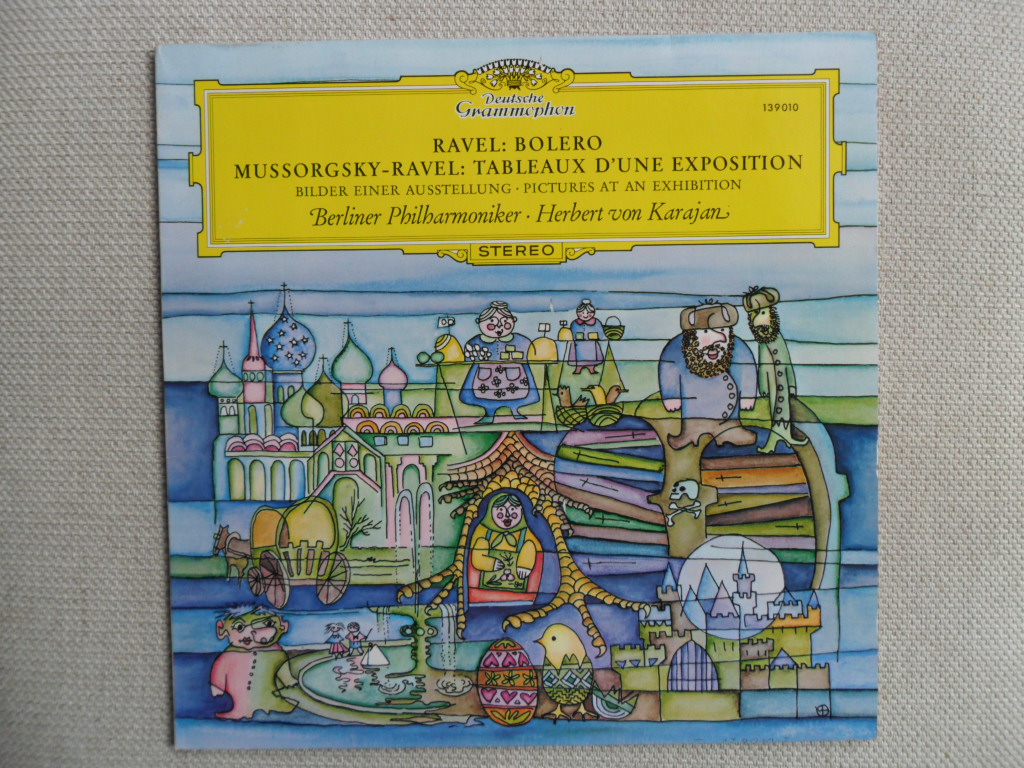 Deutsche
Grammophon
139010
RAVEL: BOLERO
MUSSORGSKY-RAVEL: TABLEAUX D'UNE EXPOSITION
BILDER EINER AUSSTELLUNG · PICTURES AT AN EXHIBITION
Berliner Philharmoniker · Herbert von Karajan
STEREO